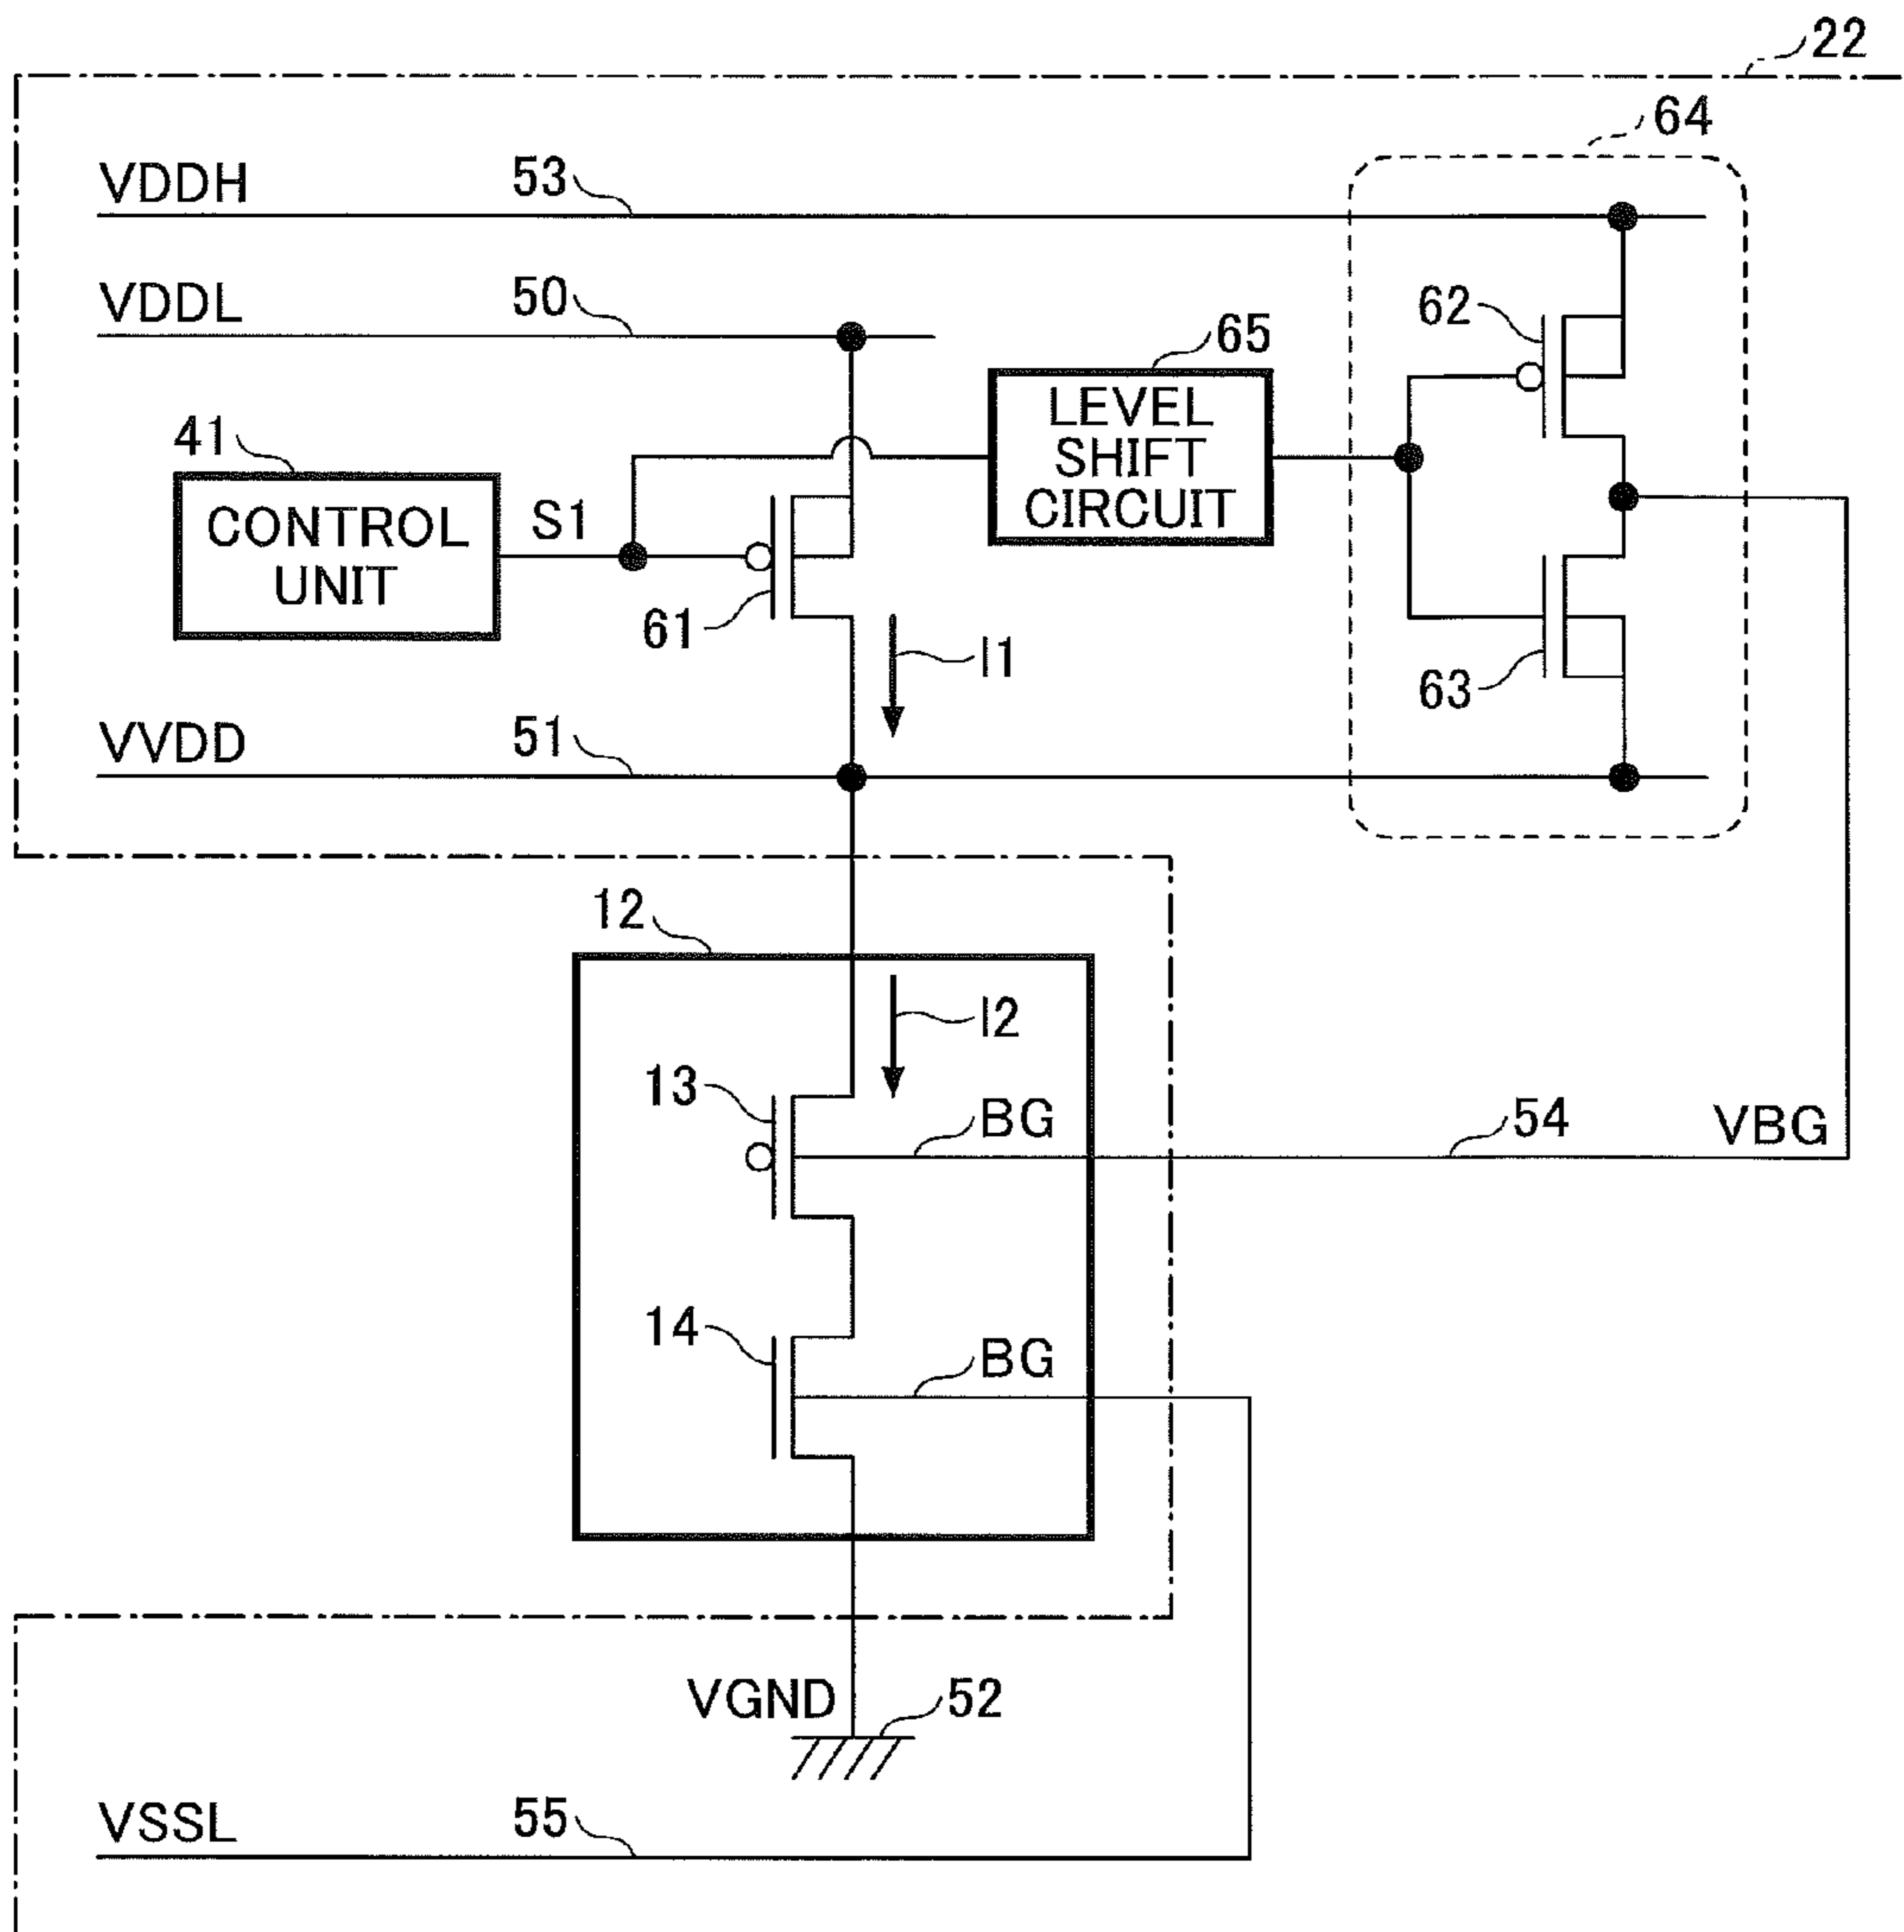 22
64
VDDH
53
VDDL
50
62
65
LEVEL
SHIFT
CIRCUIT
41
CONTROL
UNIT
S1
61
I1
63
VVDD
51
12
I2
13
BG
54
VBG
14
BG
VGND
52
VSSL
55